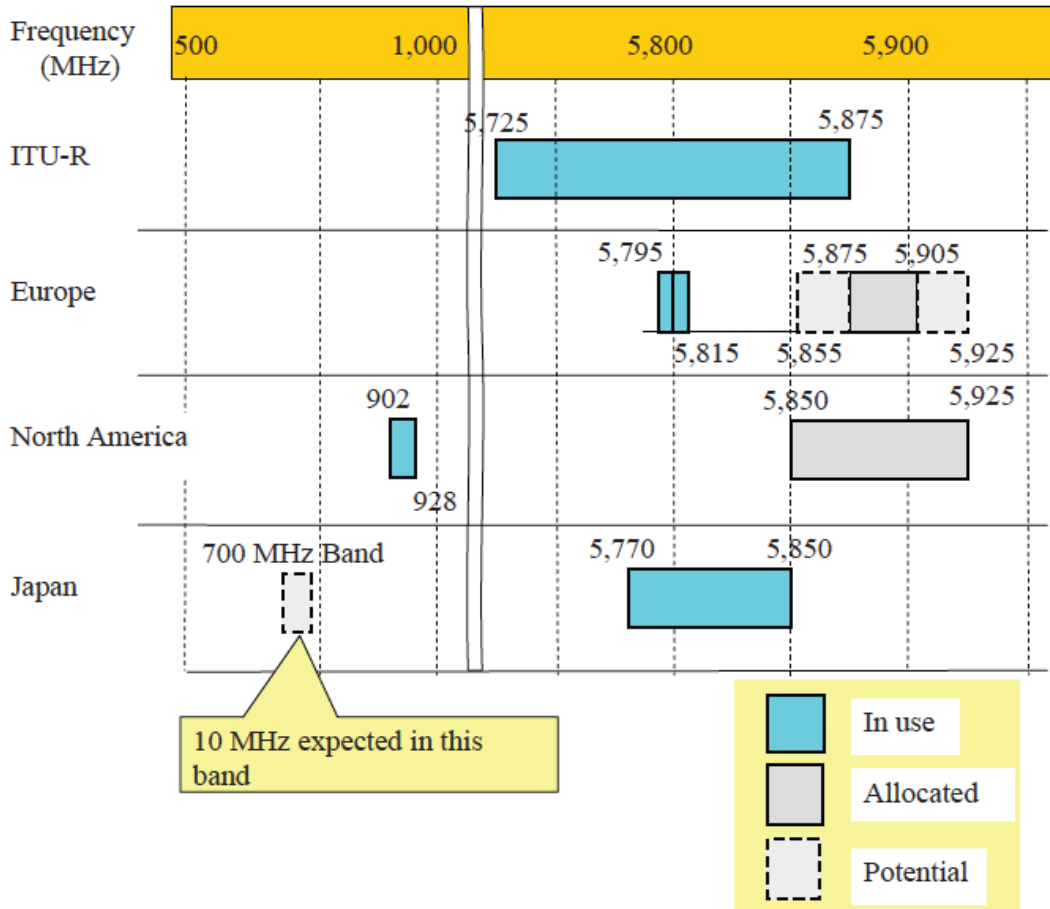 Frequency
(MHz)
500
1,000
5,800
5,900
ITU-R
5,725
5,875
Europe
5,795
5,875
5,905
5,815
5,855
5,925
North America
902
928
5,850
5,925
Japan
700 MHz Band
5,770
5,850
10 MHz expected in this
band
In use
Allocated
Potential